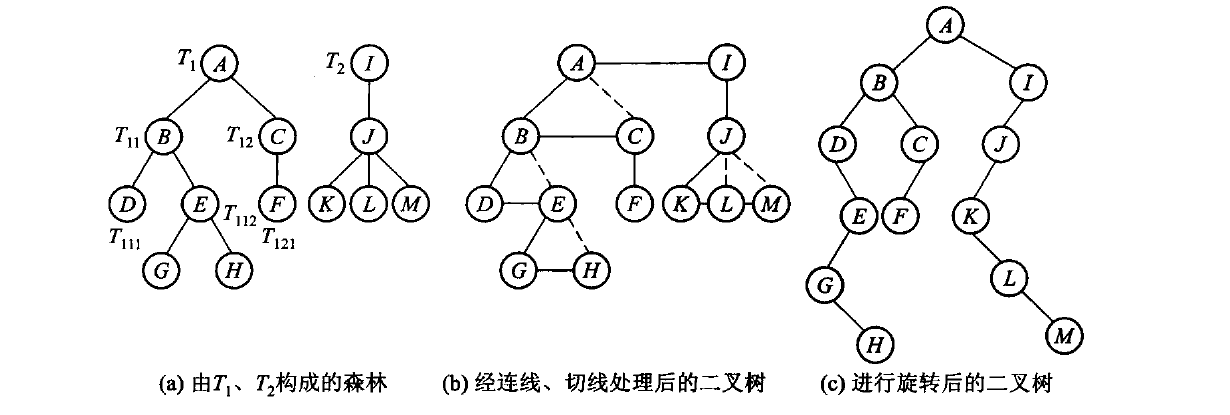 T₁ A T₂ I A I A
T₁₁ B T₁₂ C J B C J B I
D E T₁₁₂ F K L M D E F K L M D C J
T₁₁₁ T₁₂₁ E F K
G H G H G L
H M
(a) 由T₁、T₂构成的森林 (b) 经连线、切线处理后的二叉树 (c) 进行旋转后的二叉树